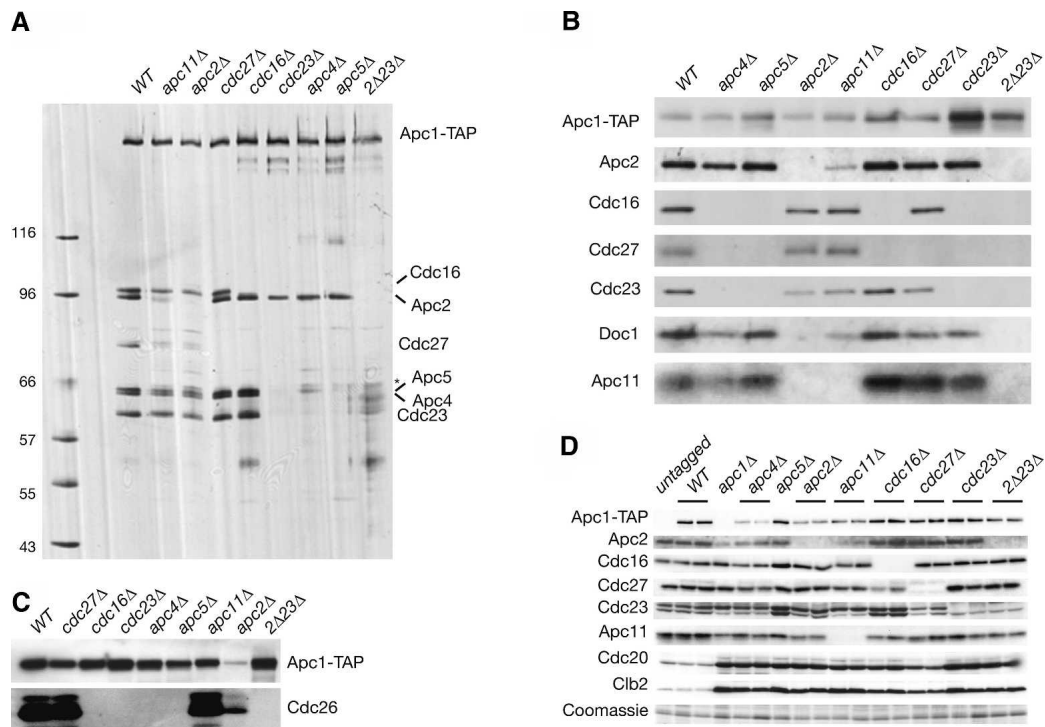 A
WT apc11Δ apc2Δ cdc27Δ cdc16Δ cdc23Δ apc4Δ apc5Δ 2Δ23Δ
Apc1-TAP
116
Cdc16
96
Apc2
Cdc27
66
*
Apc5
Apc4
Cdc23
57
55
43
B
WT apc4Δ apc5Δ apc2Δ apc11Δ cdc16Δ cdc27Δ cdc23Δ 2Δ23Δ
Apc1-TAP
Apc2
Cdc16
Cdc27
Cdc23
Doc1
Apc11
C
WT cdc27Δ cdc16Δ cdc23Δ apc4Δ apc5Δ apc11Δ apc2Δ 2Δ23Δ
Apc1-TAP
Cdc26
D
untagged WT apc1Δ apc4Δ apc5Δ apc2Δ apc11Δ cdc16Δ cdc27Δ cdc23Δ 2Δ23Δ
Apc1-TAP
Apc2
Cdc16
Cdc27
Cdc23
Apc11
Cdc20
Clb2
Coomassie